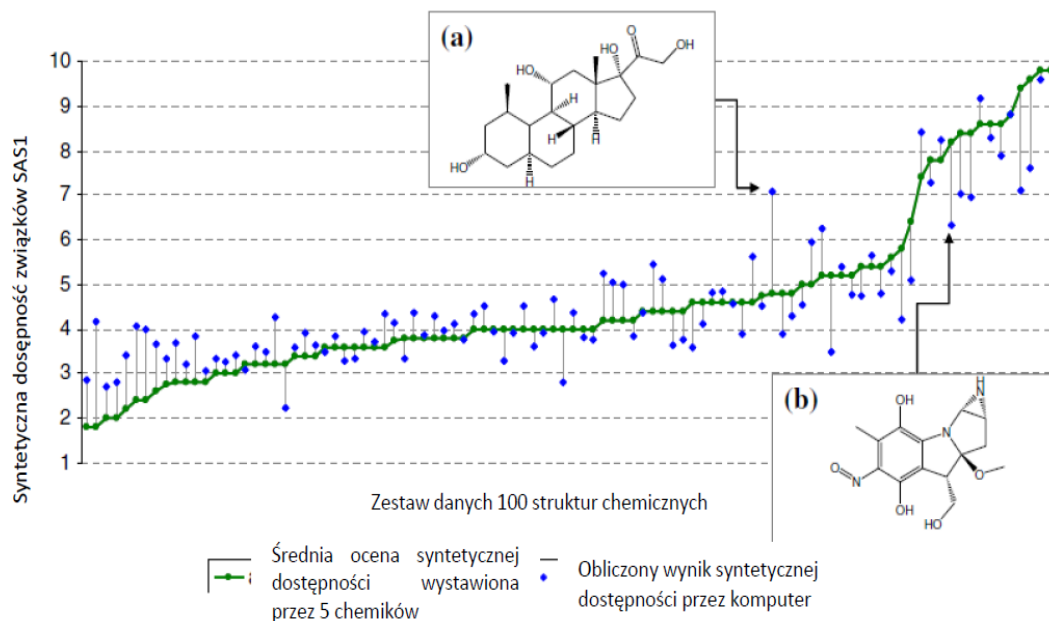 (a)
O
OH
HO
HO
H
H
H
HO
H
10
9
8
7
6
5
4
3
2
1
Syntetyczna dostępność związków SAS1
(b)
H
N
OH
N
O
N
O
OH
HO
Zestaw danych 100 struktur chemicznych
Średnia ocena syntetycznej
dostępności wystawiona
przez 5 chemików
Obliczony wynik syntetycznej
dostępności przez komputer